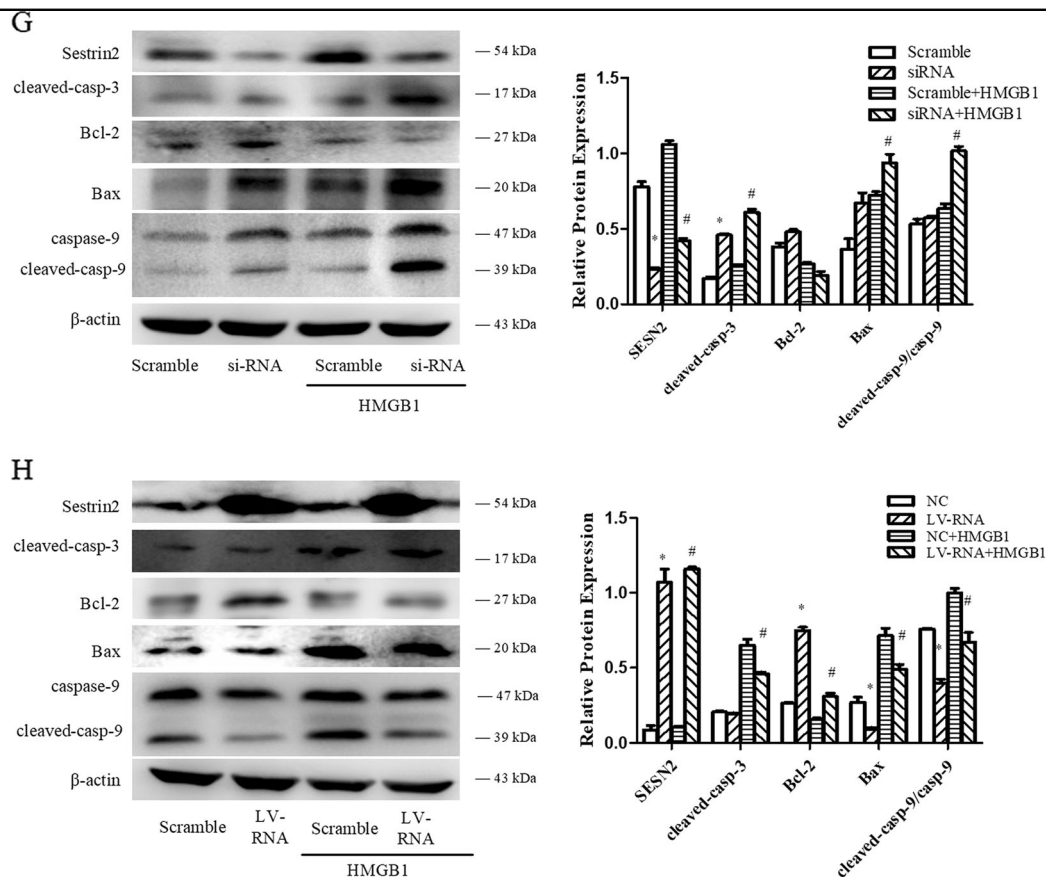 G
Sestrin2
— 54 kDa
cleaved-casp-3
— 17 kDa
Bcl-2
— 27 kDa
Bax
— 20 kDa
caspase-9
— 47 kDa
cleaved-casp-9
— 39 kDa
β-actin
— 43 kDa
Scramble si-RNA Scramble si-RNA
HMGB1
Scramble
siRNA
Scramble+HMGB1
siRNA+HMGB1
Relative Protein Expression
1.5
1.0
0.5
0.0
* # * # # #
SESN2
cleaved-casp-3
Bcl-2
Bax
cleaved-casp-9/casp-9
H
Sestrin2
— 54 kDa
cleaved-casp-3
— 17 kDa
Bcl-2
— 27 kDa
Bax
— 20 kDa
caspase-9
— 47 kDa
cleaved-casp-9
— 39 kDa
β-actin
— 43 kDa
Scramble LV-RNA Scramble LV-RNA
HMGB1
NC
LV-RNA
NC+HMGB1
LV-RNA+HMGB1
Relative Protein Expression
1.5
1.0
0.5
0.0
* # # * # * # * #
SESN2
cleaved-casp-3
Bcl-2
Bax
cleaved-casp-9/casp-9